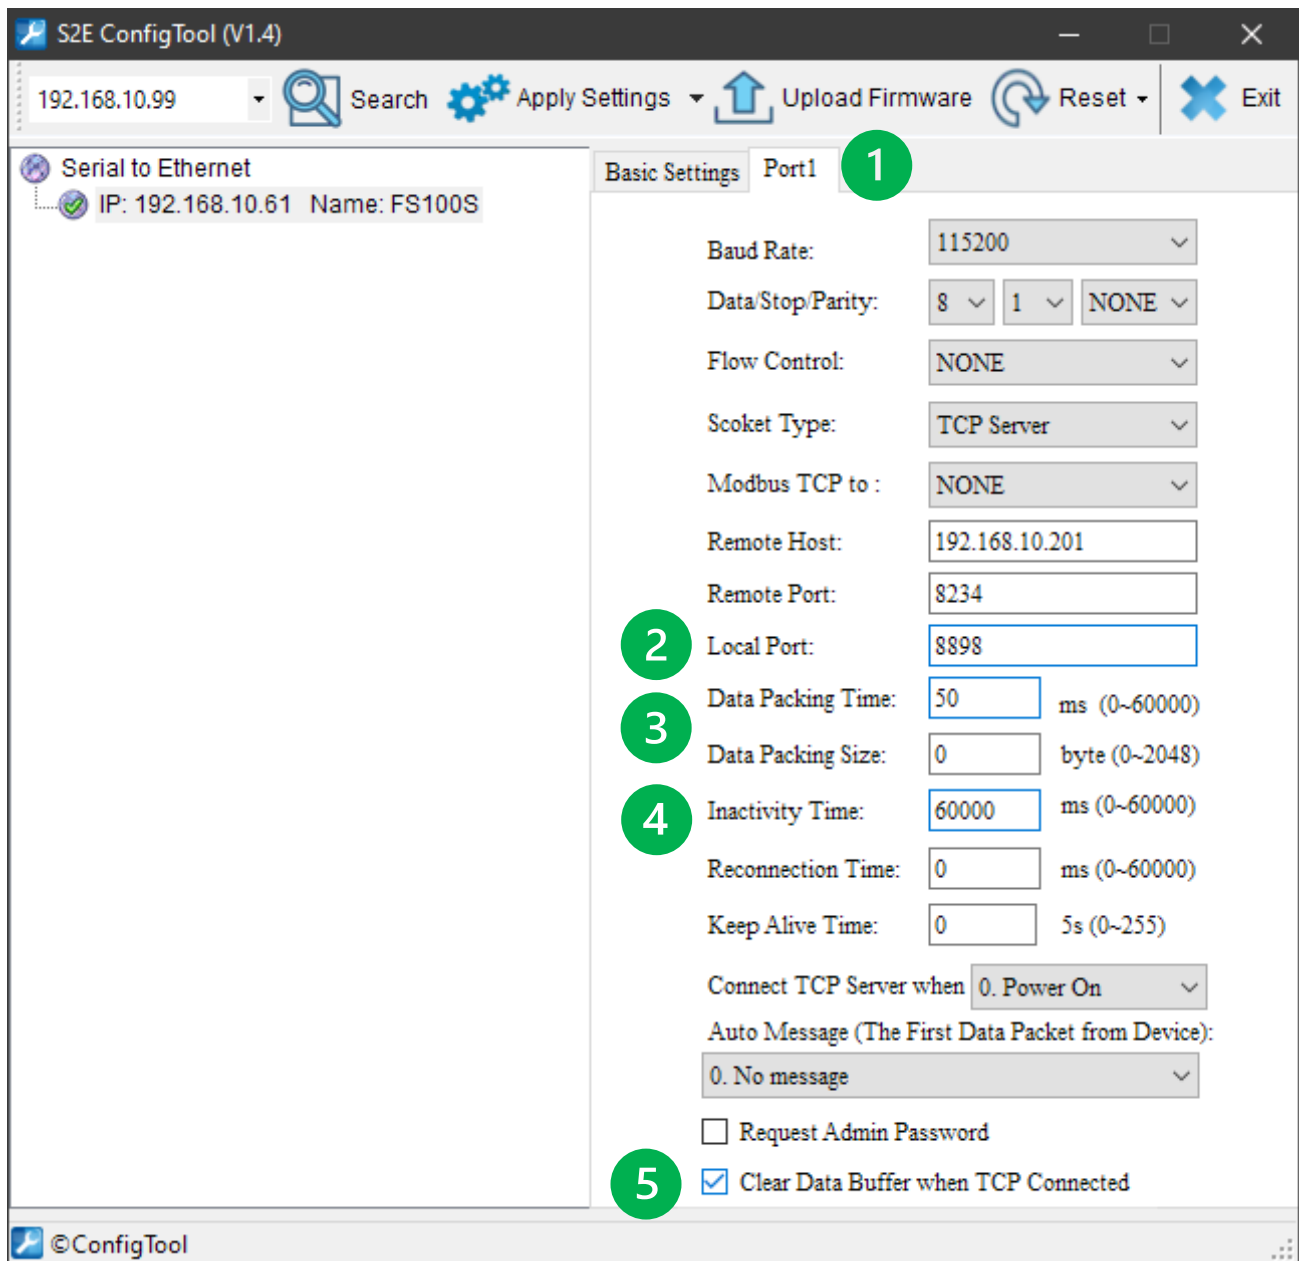 S2E ConfigTool (V1.4)
192.168.10.99 Search Apply Settings Upload Firmware Reset Exit
Serial to Ethernet
IP: 192.168.10.61 Name: FS100S
Basic Settings Port1 1
Baud Rate: 115200
Data/Stop/Parity: 8 1 NONE
Flow Control: NONE
Scoket Type: TCP Server
Modbus TCP to : NONE
Remote Host: 192.168.10.201
Remote Port: 8234
2 Local Port: 8898
3
Data Packing Time: 50 ms (0~60000)
Data Packing Size: 0 byte (0~2048)
4 Inactivity Time: 60000 ms (0~60000)
Reconnection Time: 0 ms (0~60000)
Keep Alive Time: 0 5s (0~255)
Connect TCP Server when 0. Power On
Auto Message (The First Data Packet from Device):
0. No message
Request Admin Password
5 Clear Data Buffer when TCP Connected
©ConfigTool